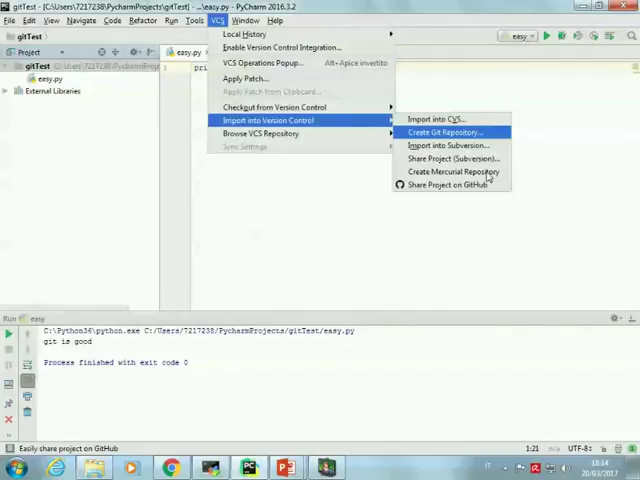 gitTest - [C:\Users\7217238\PycharmProjects\gitTest] - ...\easy.py - PyCharm 2016.3.2
File Edit View Navigate Code Refactor Run Tools VCS Window Help
gitTest
easy
Project
easy.py
gitTest C:\Users\7217238\PycharmProj
easy.py
External Libraries
pri
Local History
Enable Version Control Integration...
VCS Operations Popup... Alt+Apice invertito
Apply Patch...
Apply Patch from Clipboard...
Checkout from Version Control
Import into Version Control
Browse VCS Repository
Sync Settings
Import into CVS...
Create Git Repository...
Import into Subversion...
Share Project (Subversion)...
Create Mercurial Repository
Share Project on GitHub
Run easy
C:\Python36\python.exe C:/Users/7217238/PycharmProjects/gitTest/easy.py
git is good
Process finished with exit code 0
Easily share project on GitHub
1:21 UTF-8
IT
18:14
20/03/2017